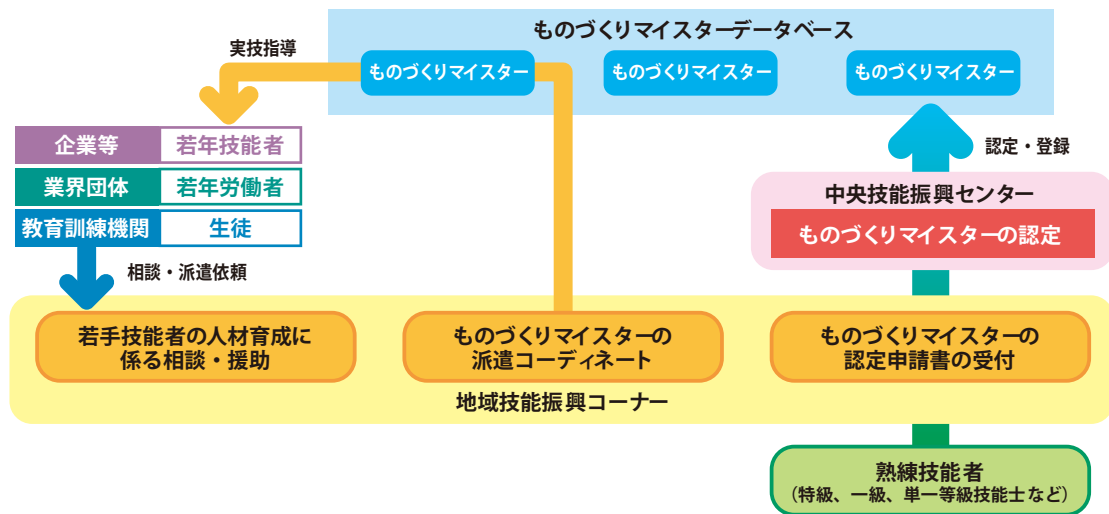 ものづくりマイスターデータベース
実技指導
ものづくりマイスター
ものづくりマイスター
ものづくりマイスター
企業等
若年技能者
業界団体
若年労働者
教育訓練機関
生徒
認定・登録
中央技能振興センター
ものづくりマイスターの認定
相談・派遣依頼
若手技能者の人材育成に
係る相談・援助
ものづくりマイスターの
派遣コーディネート
ものづくりマイスターの
認定申請書の受付
地域技能振興コーナー
熟練技能者
（特級、一級、単一等級技能士など）